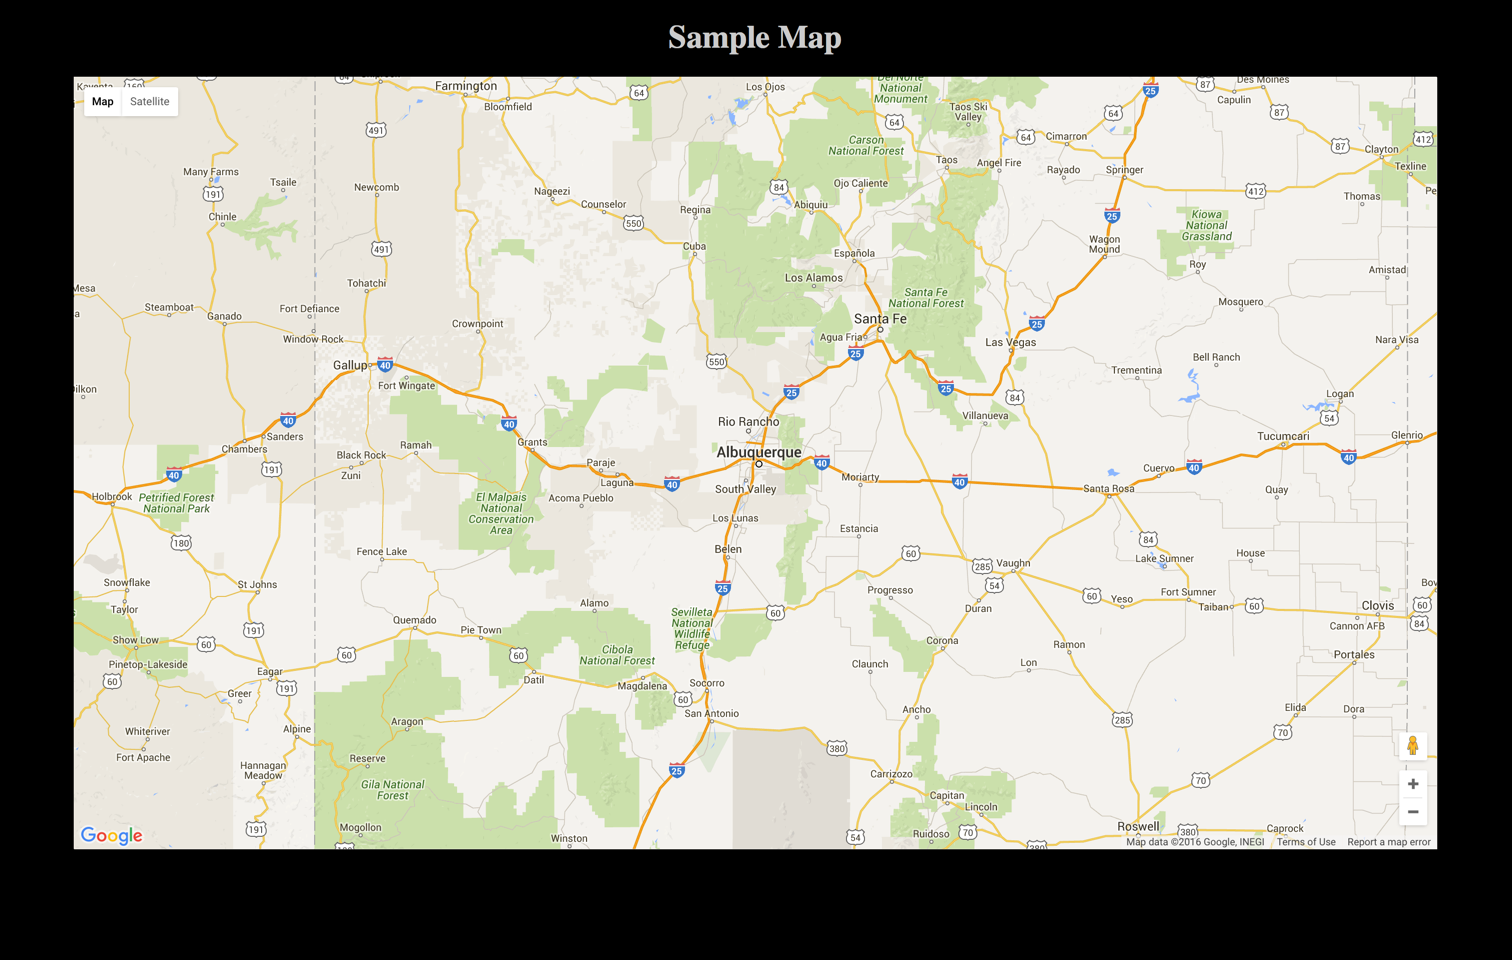 Sample Map
Map
Satellite
Kayenta
160
64
Farmington
Bloomfield
64
Los Ojos
Del Norte
National
Monument
Taos Ski
Valley
25
87
Des Moines
Capulin
87
64
491
64
Carson
National Forest
64
Cimarron
87
412
Clayton
Texline
Many Farms
Tsaile
191
Newcomb
Nageezi
Counselor
84
Ojo Caliente
Taos
Angel Fire
Rayado
Springer
412
Thomas
Chinle
550
Regina
Abiquiu
25
Kiowa
National
Grassland
491
Cuba
Española
Wagon
Mound
Roy
Amistad
Mesa
Tohatchi
Los Alamos
Santa Fe
National Forest
Mosquero
Steamboat
Ganado
Fort Defiance
Window Rock
Crownpoint
Santa Fe
Agua Fria
25
25
Las Vegas
Nara Visa
Gallup
40
Fort Wingate
550
25
Bell Ranch
Trementina
25
84
Logan
54
Dilkon
40
40
Rio Rancho
Villanueva
Sanders
Chambers
Grants
Albuquerque
Tucumcari
Glenrio
40
191
Black Rock
Zuni
Ramah
Paraje
Laguna
40
40
Moriarty
40
Cuervo
40
40
Holbrook
Petrified Forest
National Park
El Malpais
National
Conservation
Area
Acoma Pueblo
South Valley
Santa Rosa
Quay
Los Lunas
Estancia
180
Fence Lake
Belen
60
285
Vaughn
84
Lake Sumner
House
Snowflake
St Johns
25
54
Taylor
Alamo
Progresso
Duran
60
Yeso
Fort Sumner
Taiban
60
Clovis
60
Cannon AFB
84
Show Low
60
191
Quemado
Pie Town
Sevilleta
National
Wildlife
Refuge
60
Corona
Ramon
Pinetop-Lakeside
60
60
60
Cibola
National Forest
Claunch
Lon
Portales
Eagar
Greer
191
Datil
Magdalena
Socorro
60
San Antonio
Ancho
285
Elida
Dora
Whiteriver
Fort Apache
Alpine
Aragon
380
70
Hannagan
Meadow
Reserve
Gila National
Forest
25
Carrizozo
Capitan
Lincoln
70
191
Mogollon
Winston
54
Ruidoso
70
380
Roswell
380
Caprock
Google
Map data ©2016 Google, INEGI
Terms of Use
Report a map error